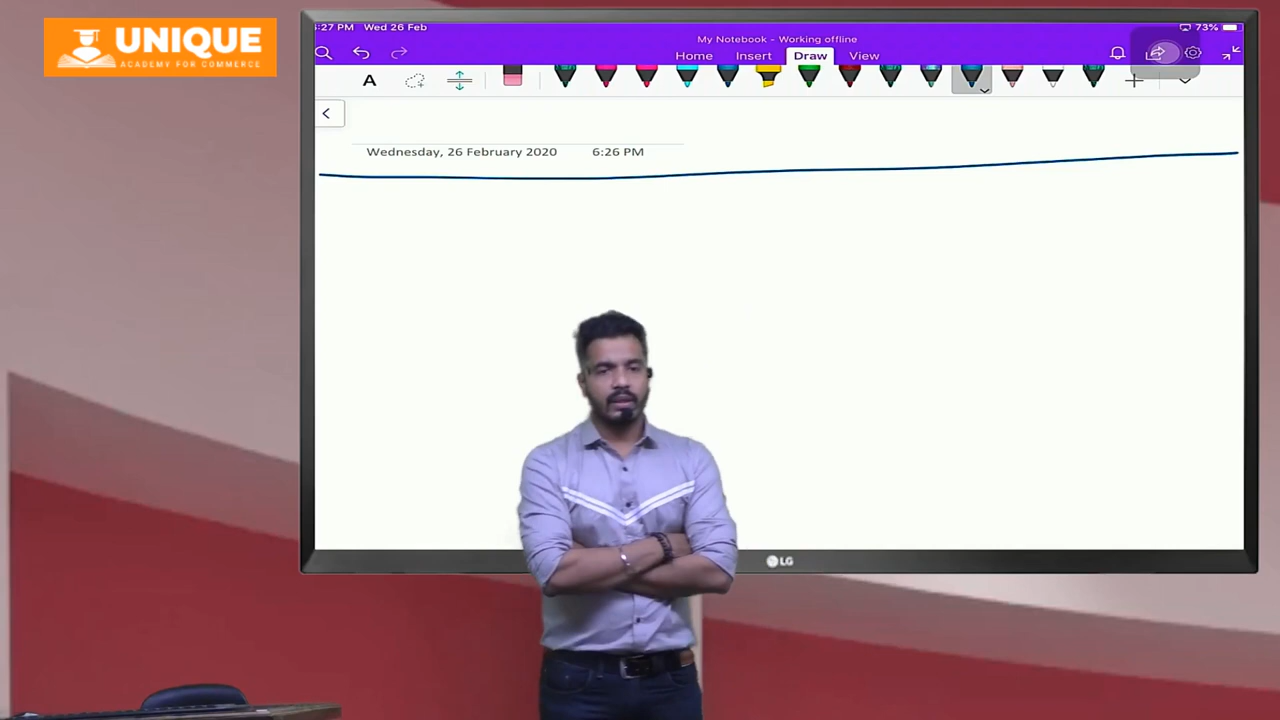 UNIQUE
ACADEMY FOR COMMERCE
:27 PM Wed 26 Feb
73%
My Notebook - Working offline
Home Insert Draw View
A
Wednesday, 26 February 2020 6:26 PM
LG